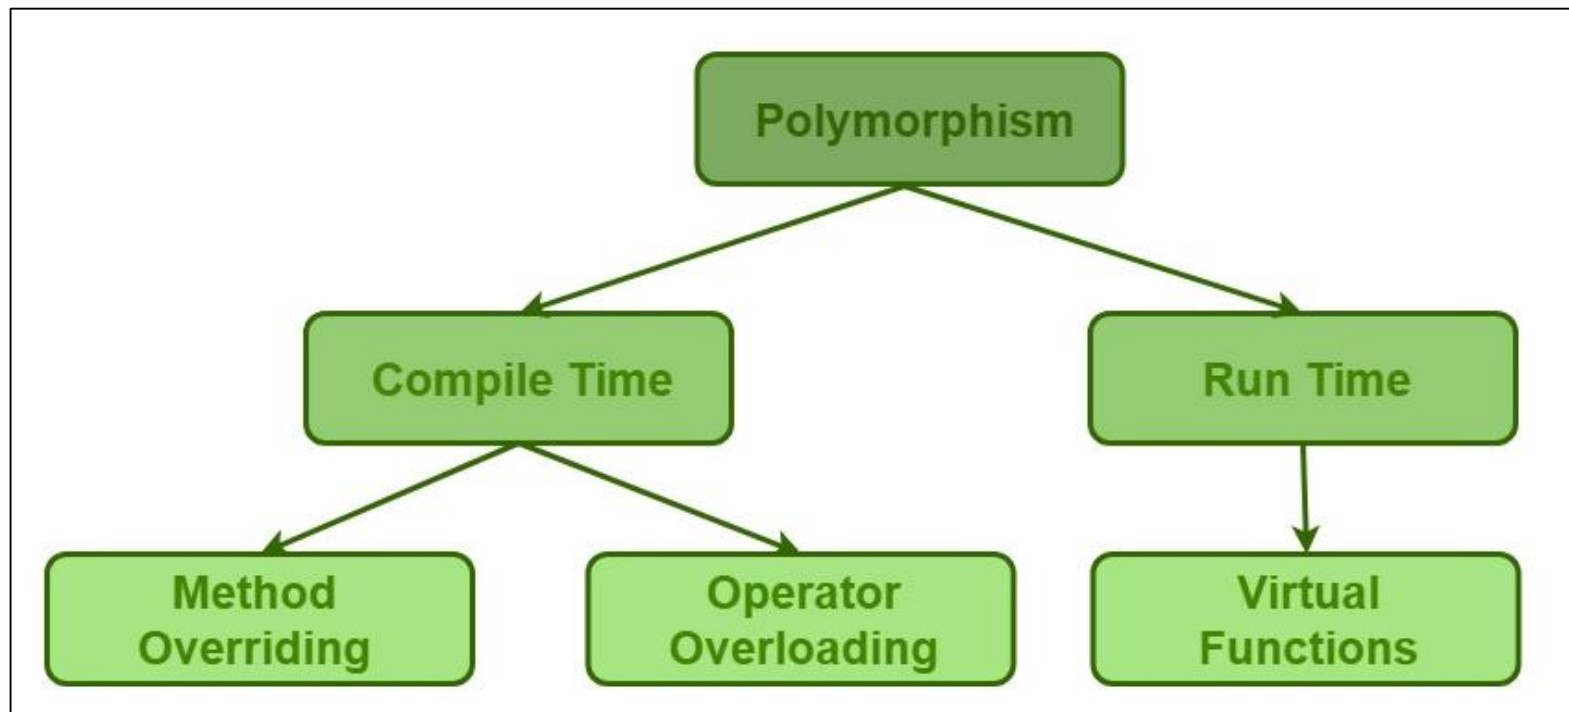 Polymorphism
Compile Time
Run Time
Method
Overriding
Operator
Overloading
Virtual
Functions